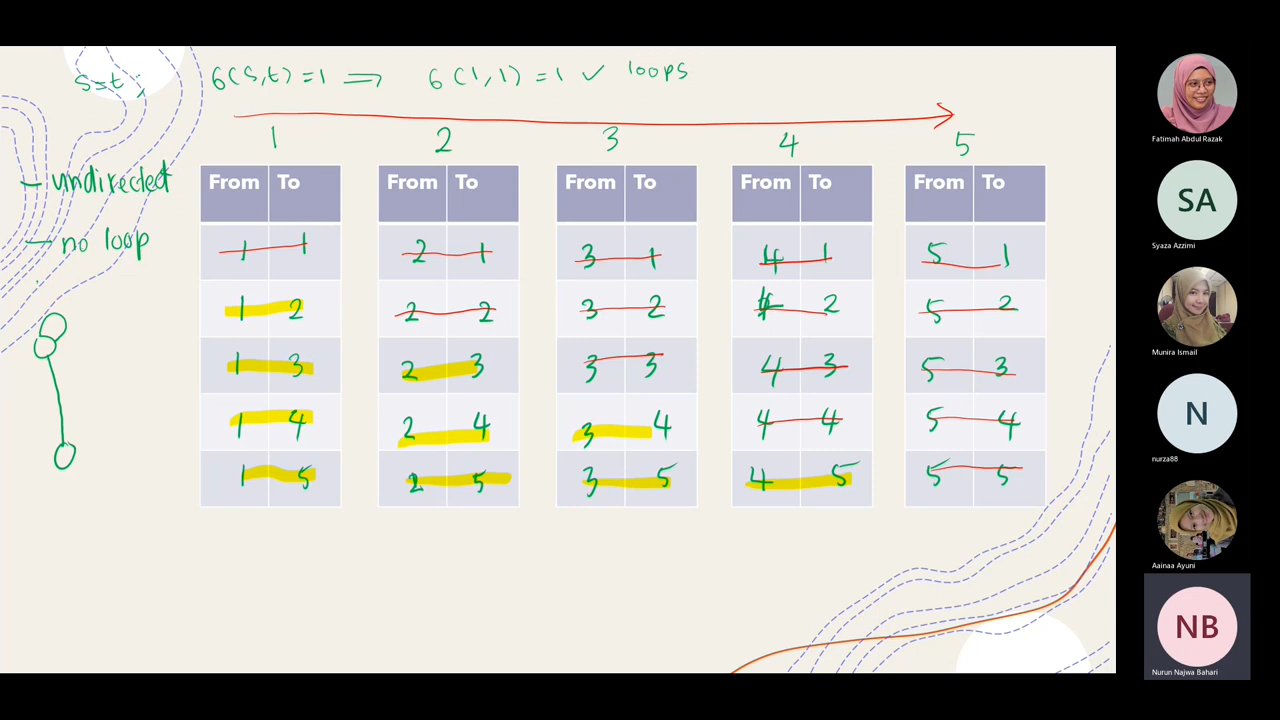 s=t ; 6(s,t) = 1 ⟹ 6(1,1) = 1 ✓ loops
1 2 3 4 5
- undirected
- no loop
From To From To From To From To From To
1 1 2 1 3 1 4 1 5 1
1 2 2 2 3 2 4 2 5 2
1 3 2 3 3 3 4 3 5 3
1 4 2 4 3 4 4 4 5 4
1 5 2 5 3 5 4 5 5 5
Fatimah Abdul Razak
SA
Syaza Azzimi
Munira Ismail
N
nurza88
Aainaa Ayuni
NB
Nurun Najwa Bahari